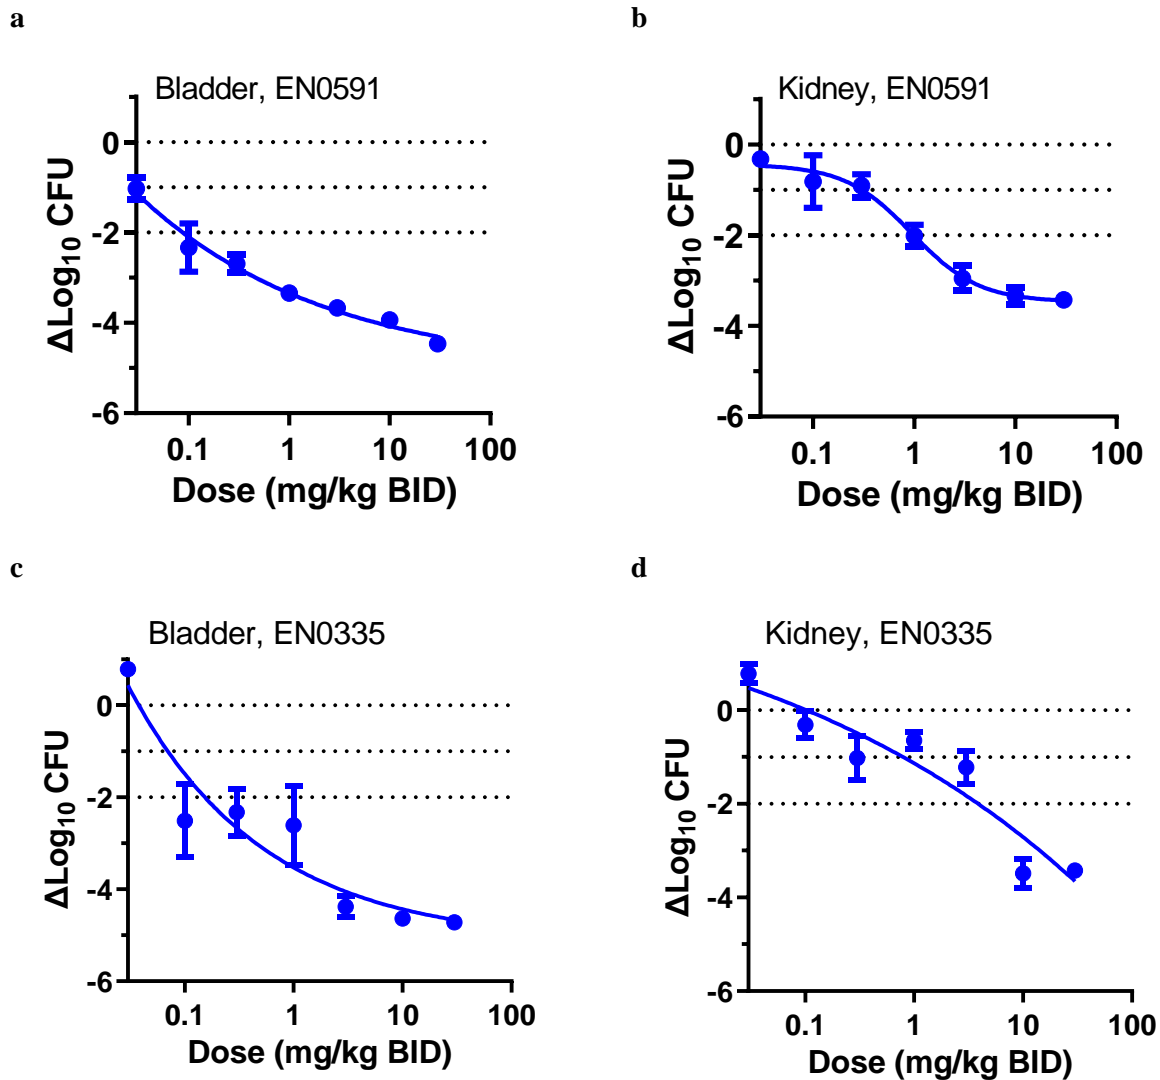 a
Bladder, EN0591
0
-2
-4
-6
ΔLog10 CFU
0.1 1 10 100
Dose (mg/kg BID)
b
Kidney, EN0591
0
-2
-4
-6
ΔLog10 CFU
0.1 1 10 100
Dose (mg/kg BID)
c
Bladder, EN0335
0
-2
-4
-6
ΔLog10 CFU
0.1 1 10 100
Dose (mg/kg BID)
d
Kidney, EN0335
0
-2
-4
-6
ΔLog10 CFU
0.1 1 10 100
Dose (mg/kg BID)